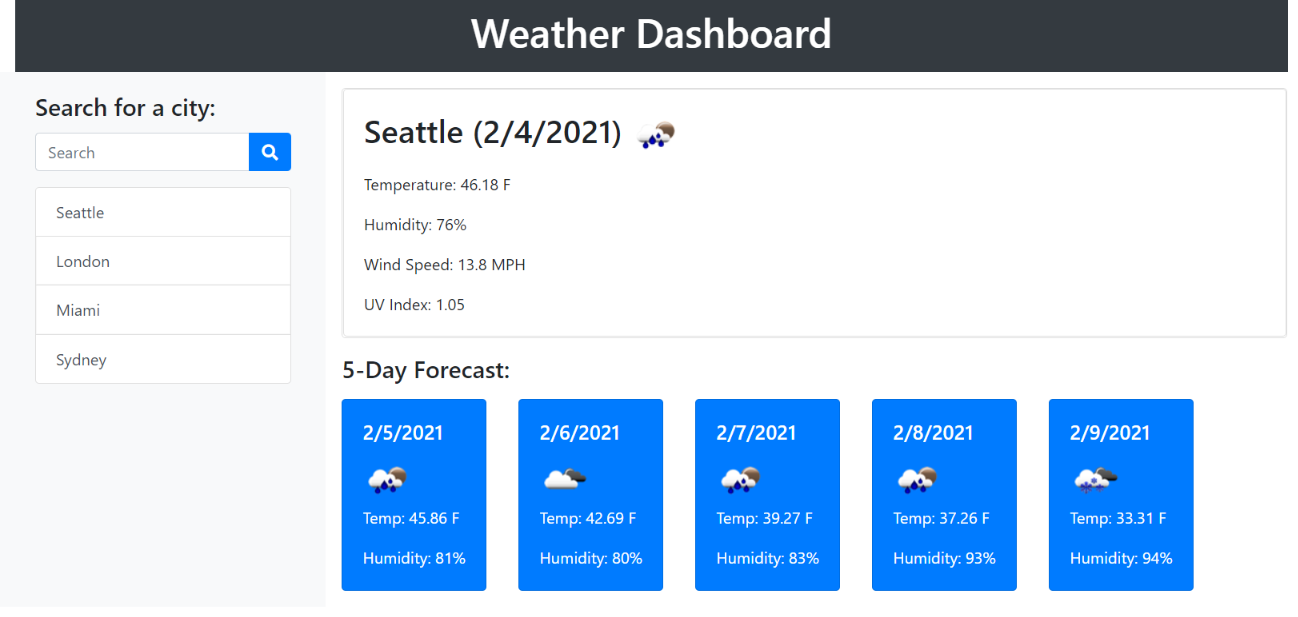 Weather Dashboard
Search for a city:
Search
Seattle
London
Miami
Sydney
Seattle (2/4/2021)
Temperature: 46.18 F
Humidity: 76%
Wind Speed: 13.8 MPH
UV Index: 1.05
5-Day Forecast:
2/5/2021
Temp: 45.86 F
Humidity: 81%
2/6/2021
Temp: 42.69 F
Humidity: 80%
2/7/2021
Temp: 39.27 F
Humidity: 83%
2/8/2021
Temp: 37.26 F
Humidity: 93%
2/9/2021
Temp: 33.31 F
Humidity: 94%